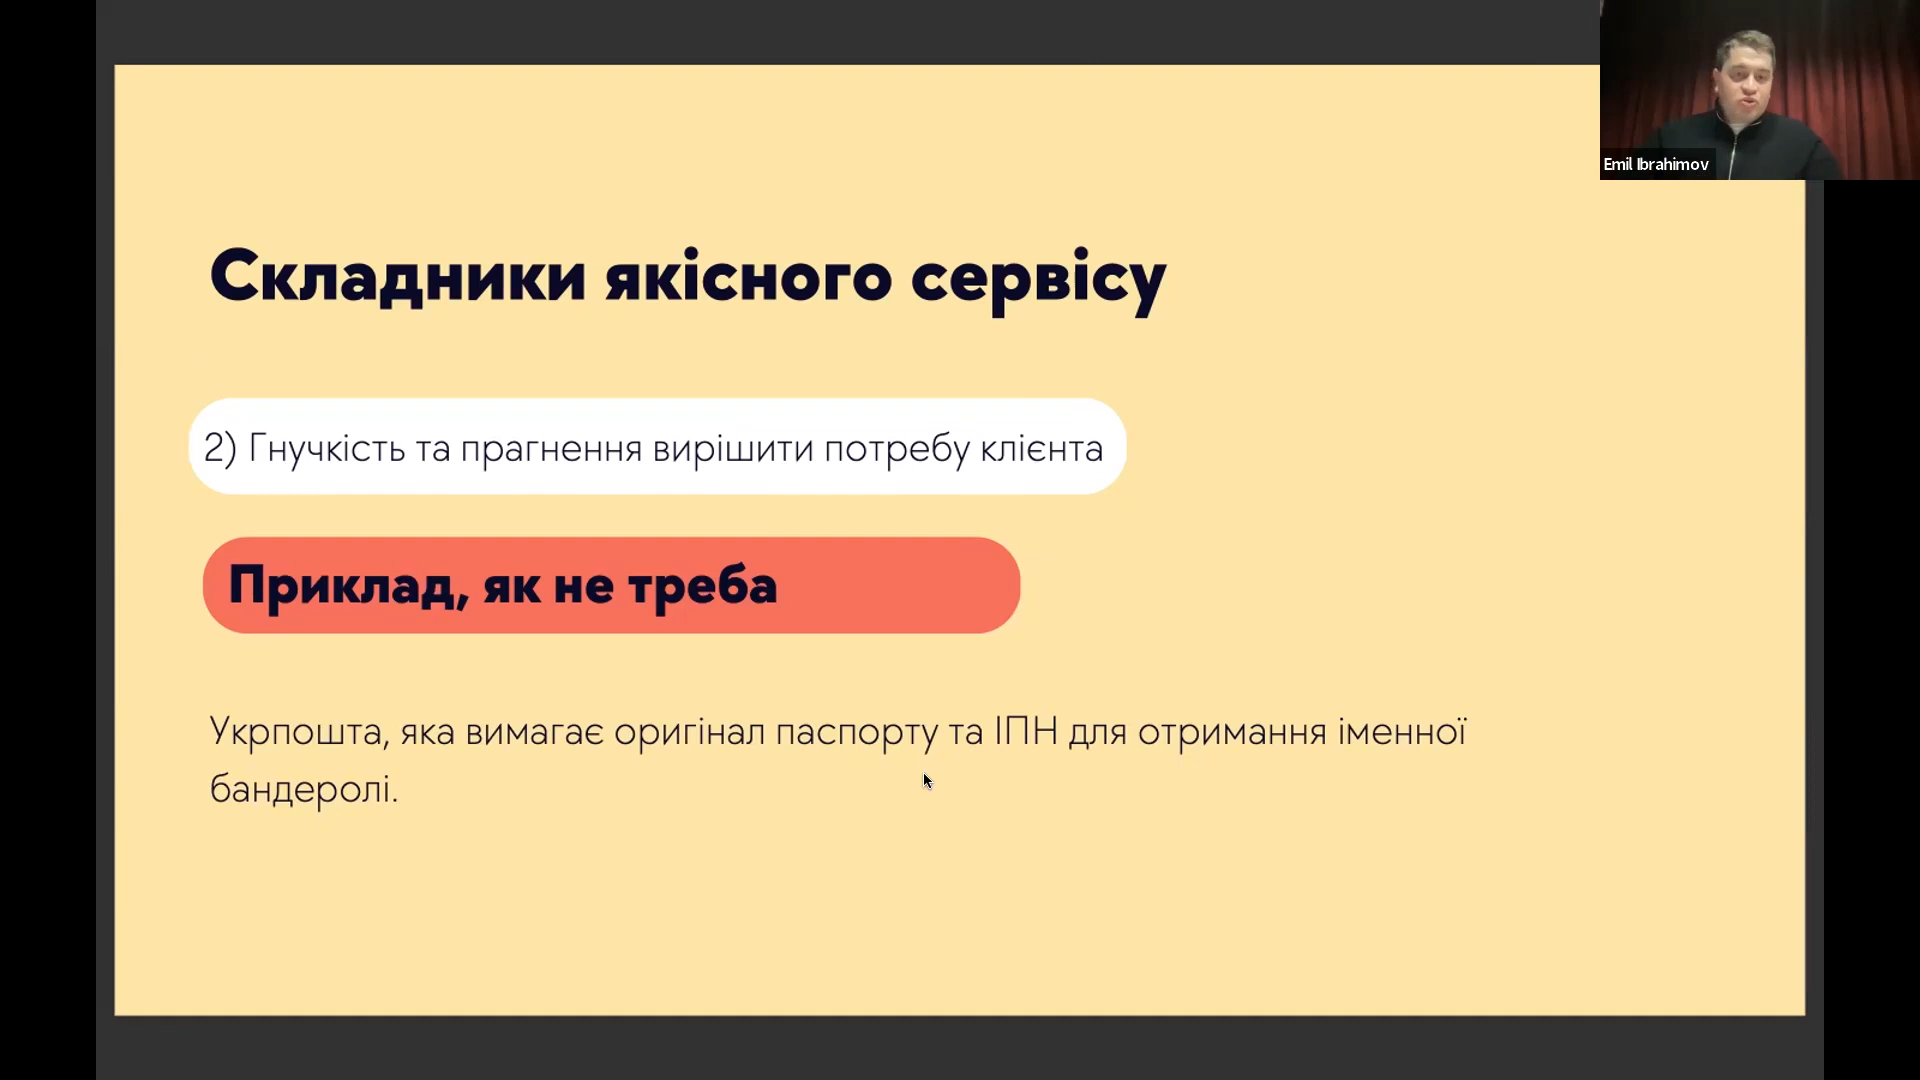 Emil Ibrahimov
Складники якісного сервісу
2) Гнучкість та прагнення вирішити потребу клієнта
Приклад, як не треба
Укрпошта, яка вимагає оригінал паспорту та ІПН для отримання іменної
бандеролі.